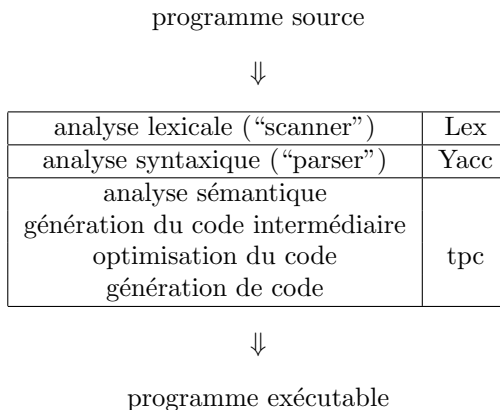 programme source
⇓
analyse lexicale (“scanner”) Lex
analyse syntaxique (“parser”) Yacc
analyse sémantique
génération du code intermédiaire
optimisation du code
tpc
génération de code
⇓
programme exécutable